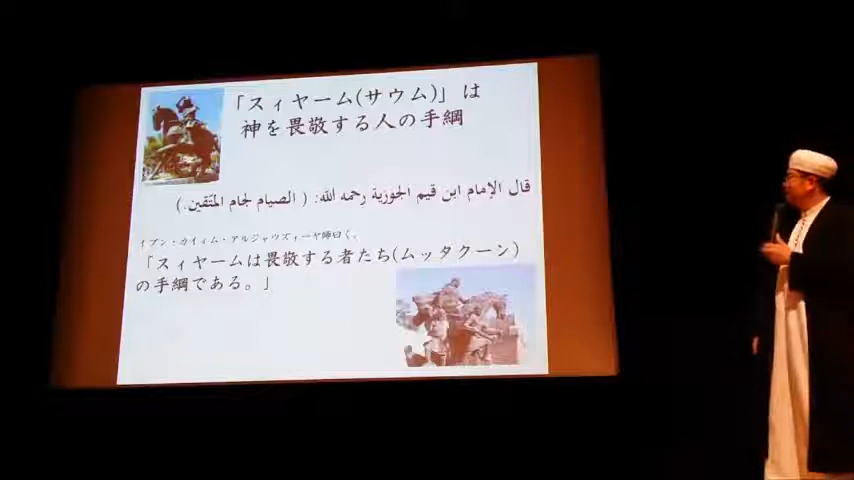 「スィヤーム(サウム)」は
神を畏敬する人の手綱
قال الإمام ابن قيم الجوزية رحمه الله: ( الصيام لجام المتقين.)
イブン・カイィム・アルジャウズィーヤ師曰く、
「スィヤームは畏敬する者たち(ムッタクーン)
の手綱である。」